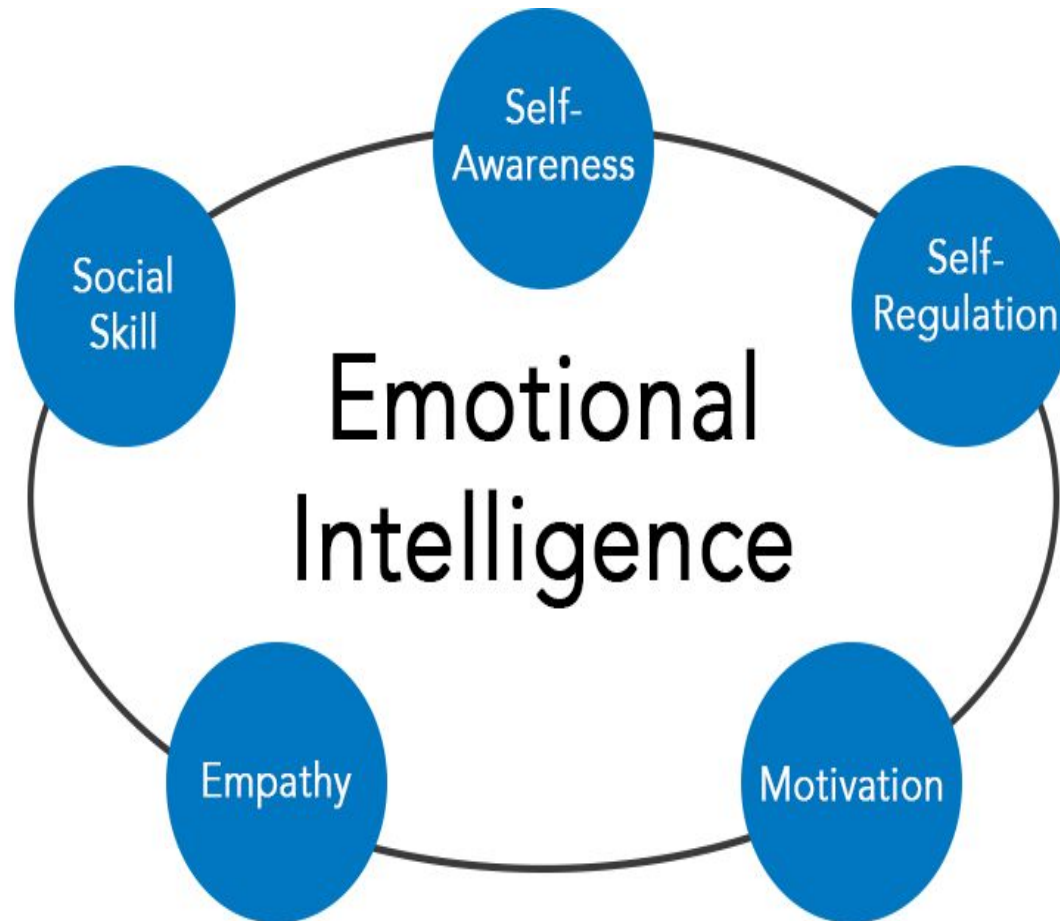 Self-
Awareness
Self-
Regulation
Social
Skill
Emotional
Intelligence
Empathy
Motivation